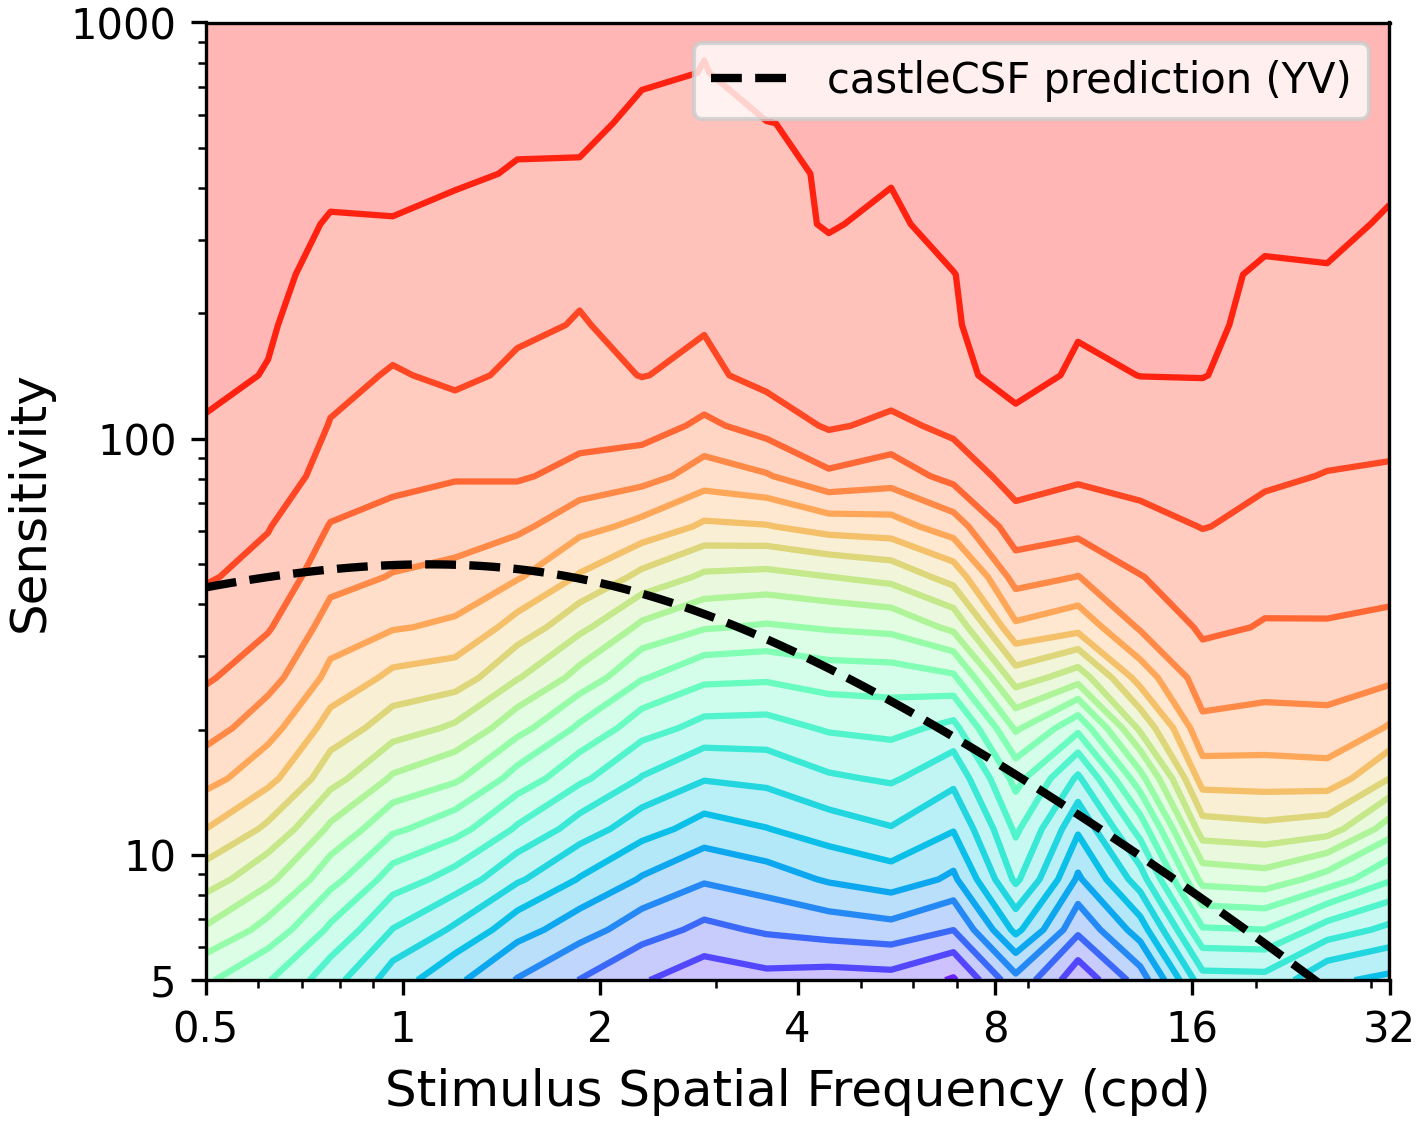 1000
castleCSF prediction (YV)
100
Sensitivity
10
5
0.5 1 2 4 8 16 32
Stimulus Spatial Frequency (cpd)